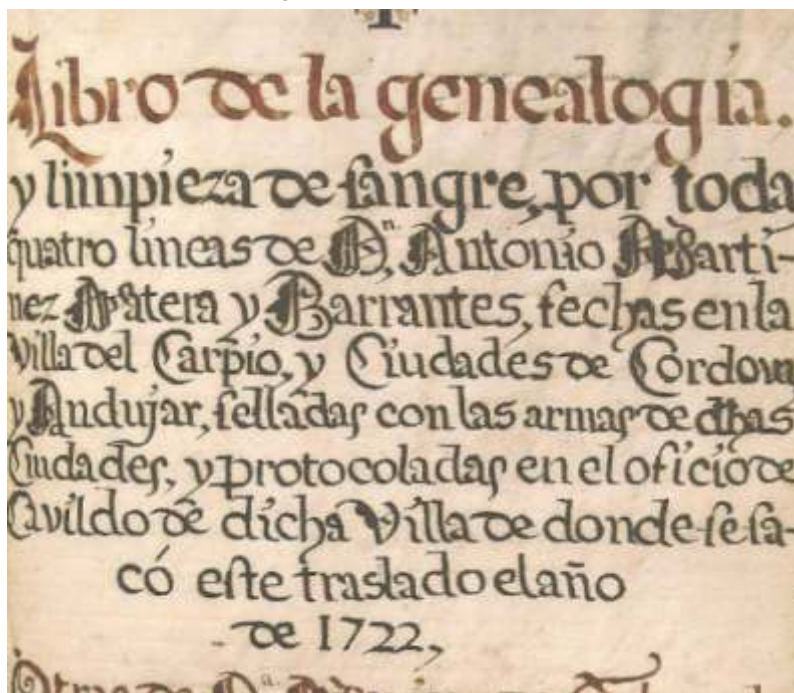 Libro de la genealogia.
y limpieza de sangre, por toda
quatro lineas de Dn. Antonio Marti-
nez Matera y Barrantes, fechas en la
Villa del Carpio, y Ciudades de Cordova
y Andujar, selladas con las armas de dhas
Ciudades, y protocoladas en el oficio de
Cavildo de dicha Villa de donde se sa-
có este traslado el año
de 1722,